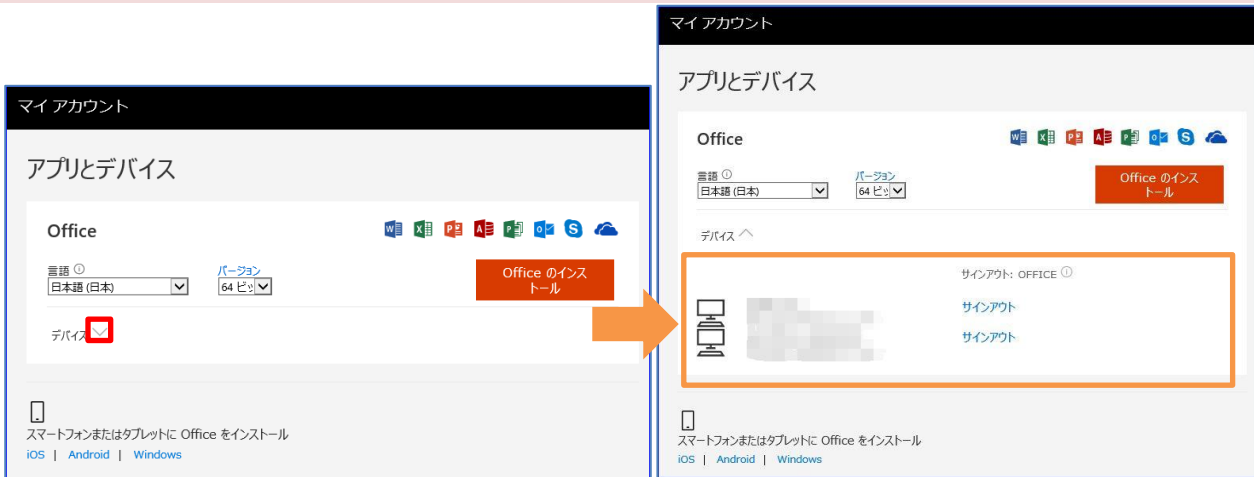 マイ アカウント
アプリとデバイス
Office
言語
バージョン
日本語 (日本)
64 ビッ
Office のインス
トール
デバイス
スマートフォンまたはタブレットに Office をインストール
iOS | Android | Windows
マイ アカウント
アプリとデバイス
Office
言語
バージョン
日本語 (日本)
64 ビッ
Office のインス
トール
デバイス
サインアウト: OFFICE
サインアウト
サインアウト
スマートフォンまたはタブレットに Office をインストール
iOS | Android | Windows